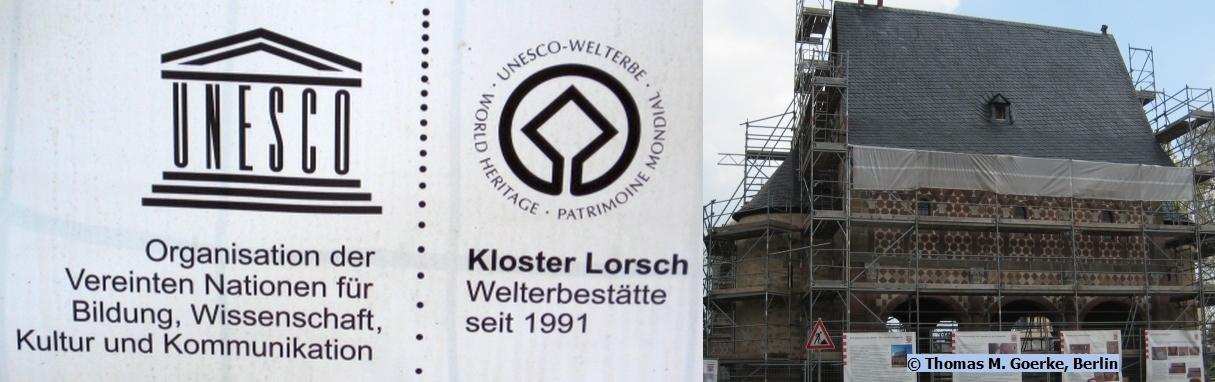 UNESCO
Organisation der
Vereinten Nationen für
Bildung, Wissenschaft,
Kultur und Kommunikation
UNESCO-WELTERBE · WORLD HERITAGE · PATRIMOINE MONDIAL ·
Kloster Lorsch
Welterbestätte
seit 1991
© Thomas M. Goerke, Berlin